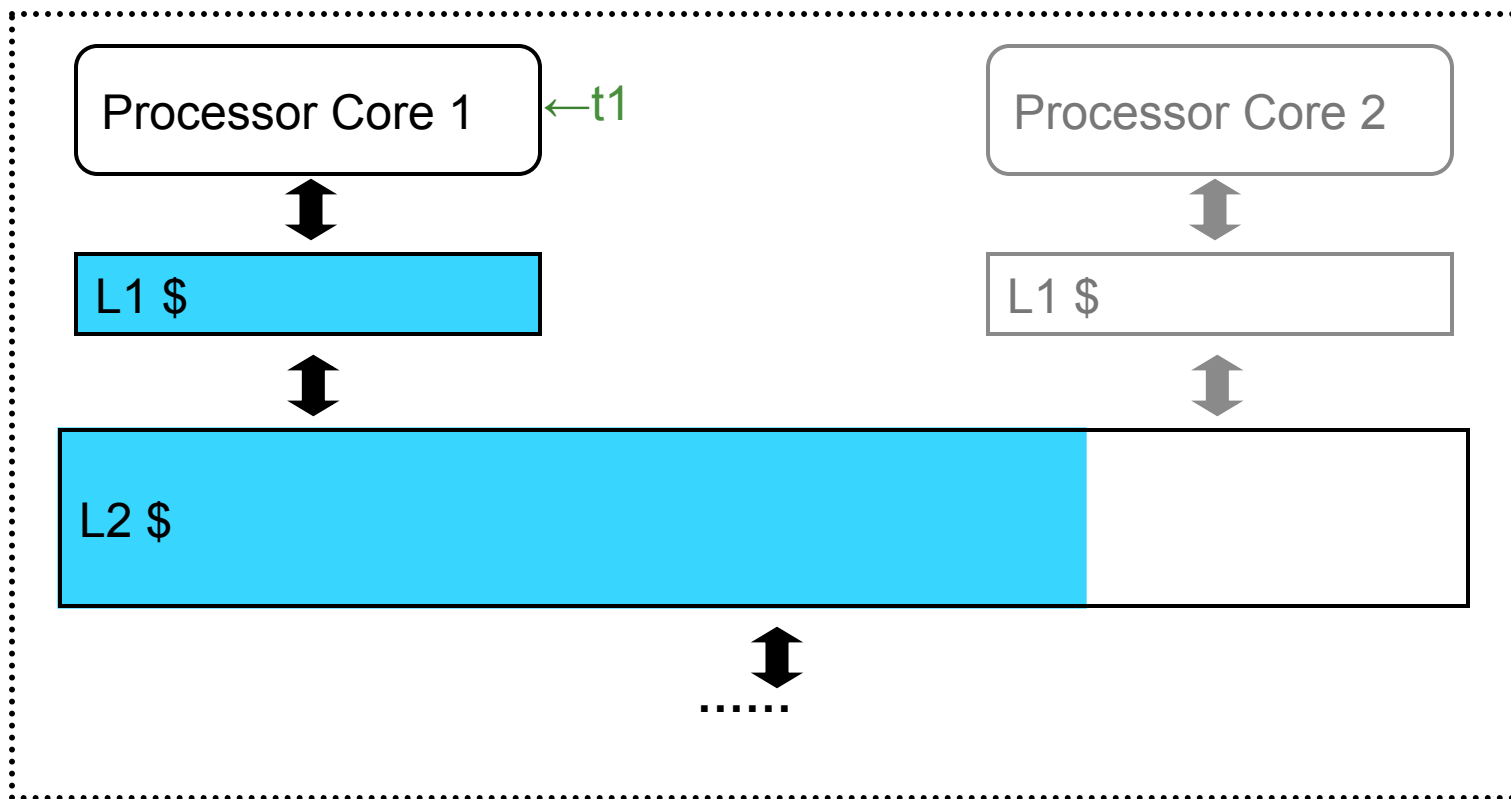 Processor Core 1
←t1
Processor Core 2
L1 $
L1 $
L2 $
......